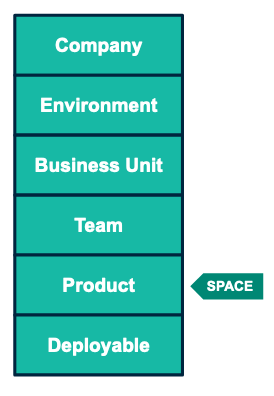 Company
Environment
Business Unit
Team
Product
SPACE
Deployable